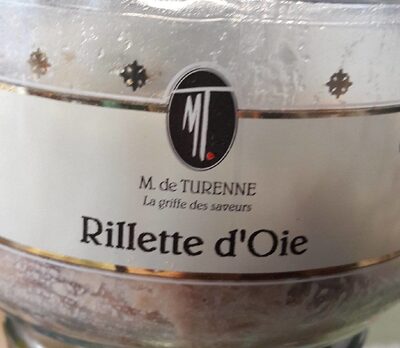 MT.
M. de TURENNE
La griffe des saveurs
Rillette d'Oie